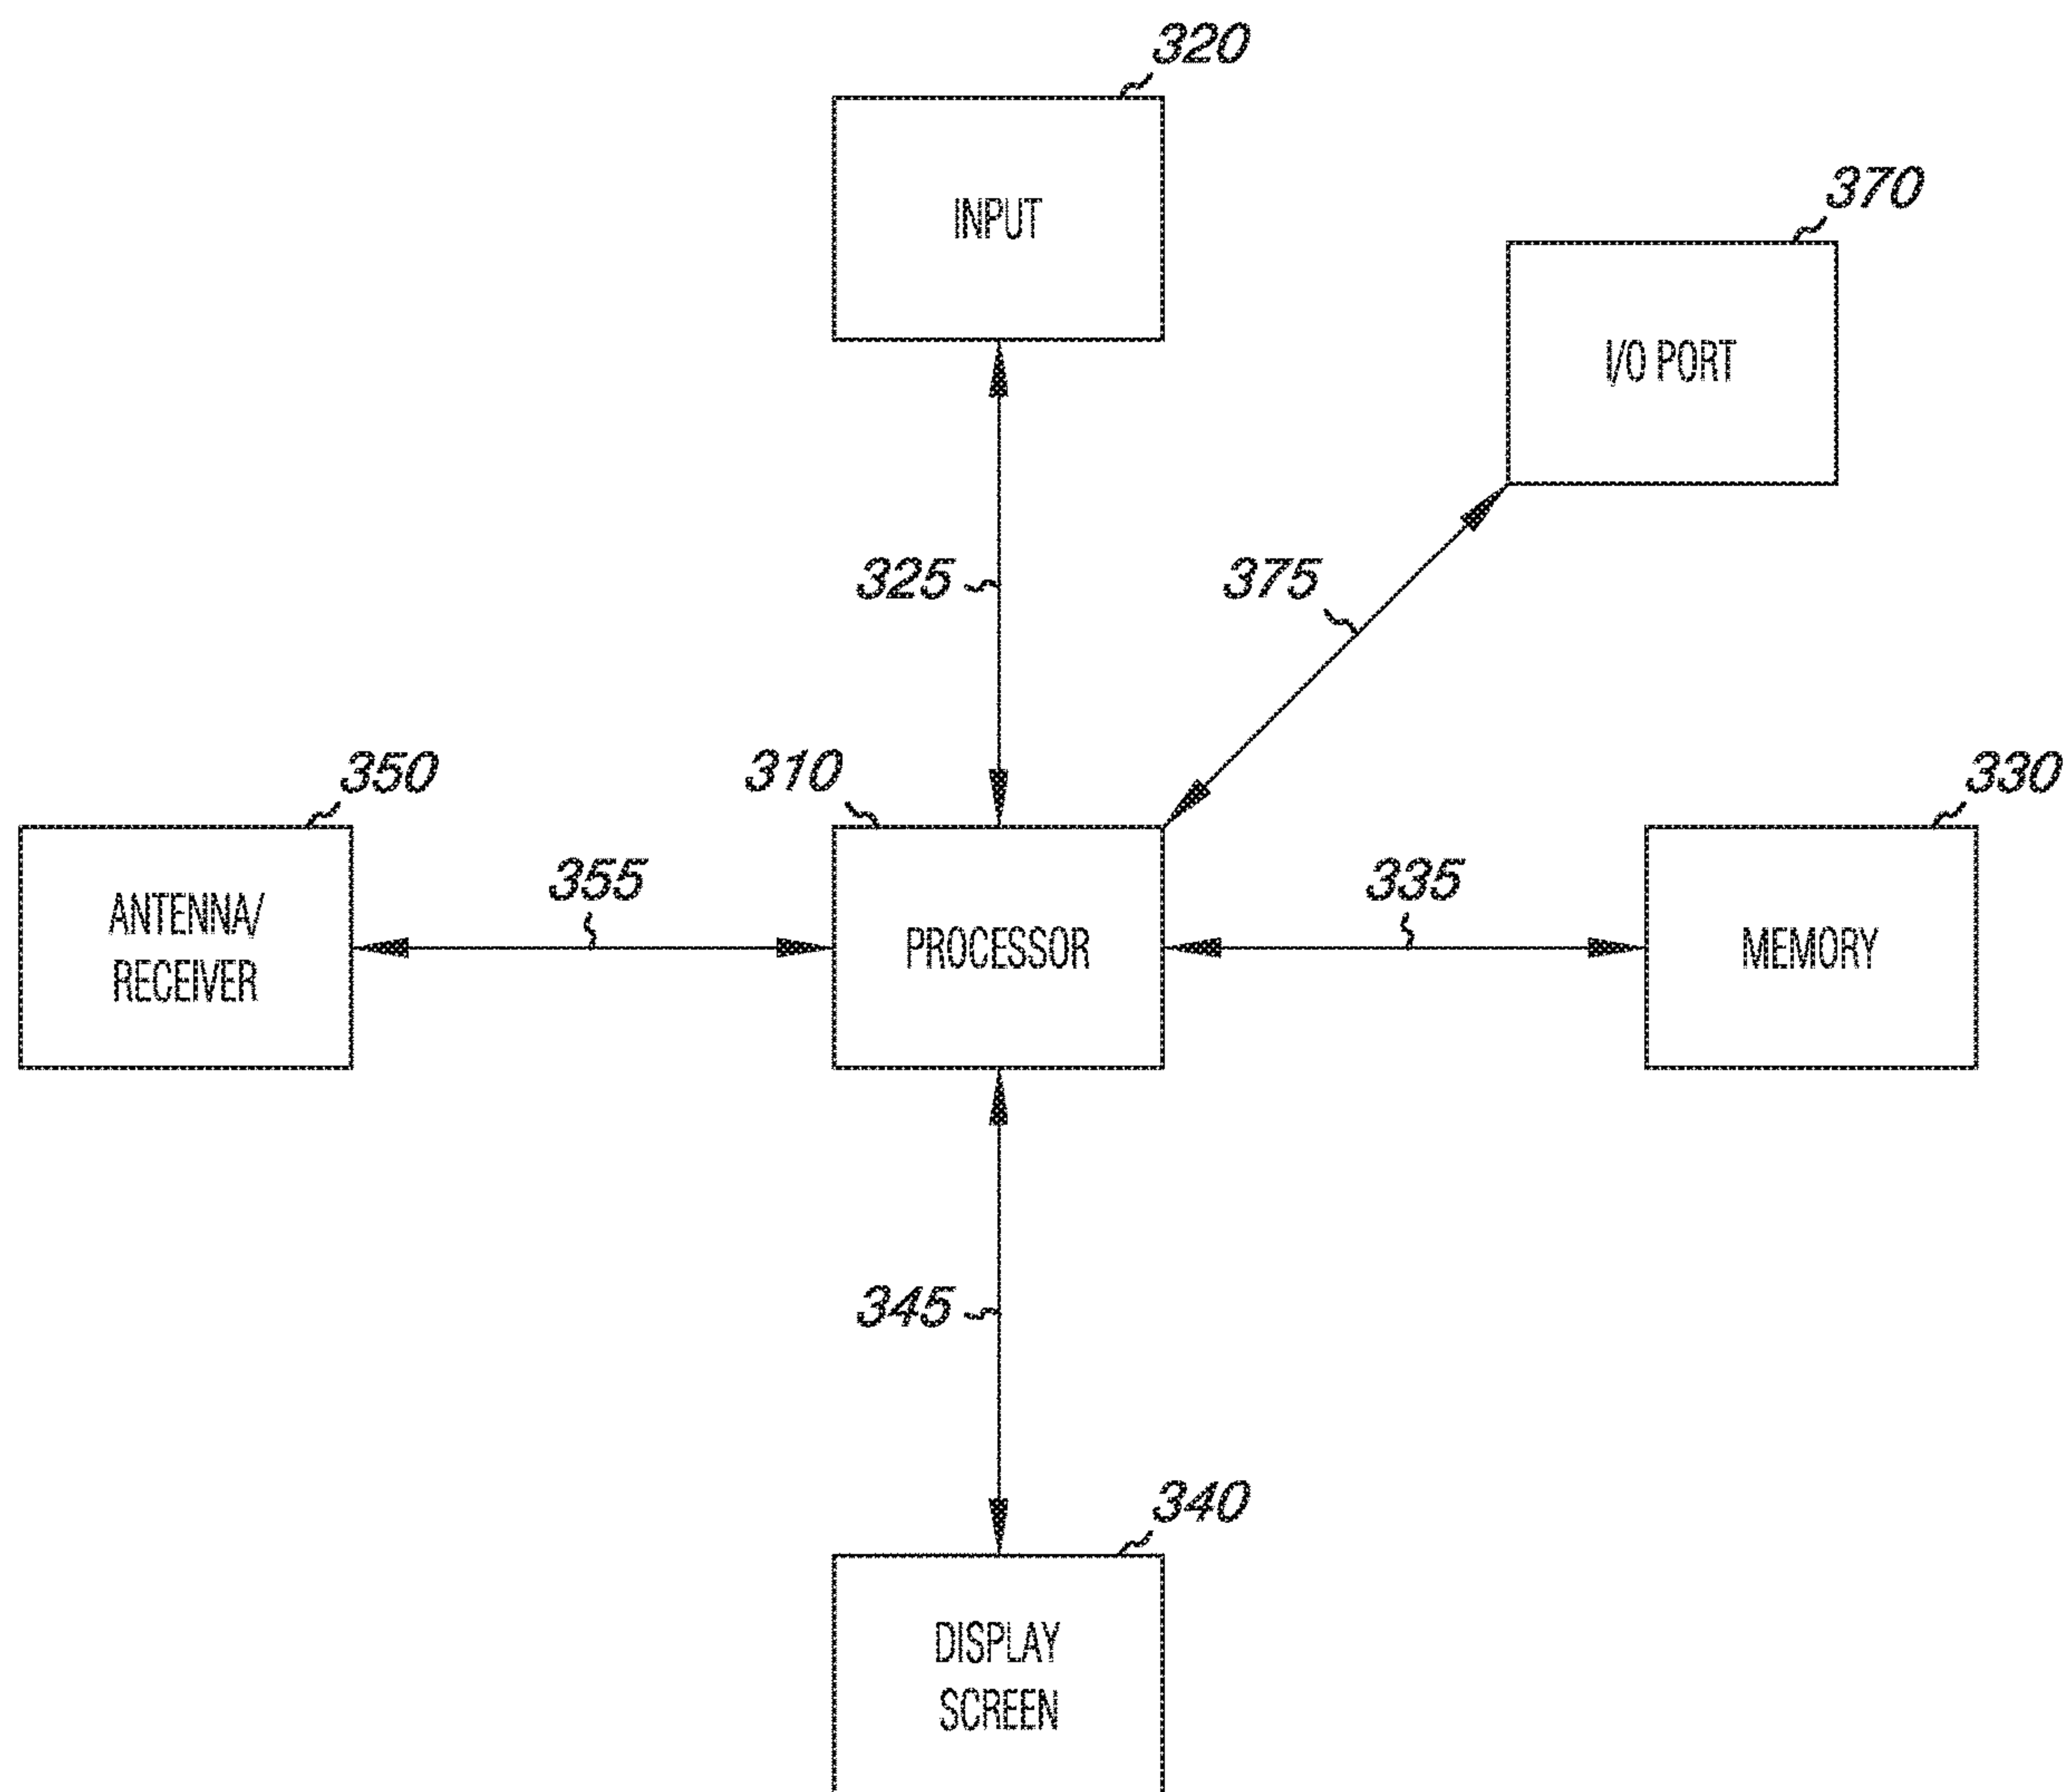 320
INPUT
370
I/O PORT
325
375
350
310
330
ANTENNA/
RECEIVER
355
PROCESSOR
335
MEMORY
345
340
DISPLAY
SCREEN